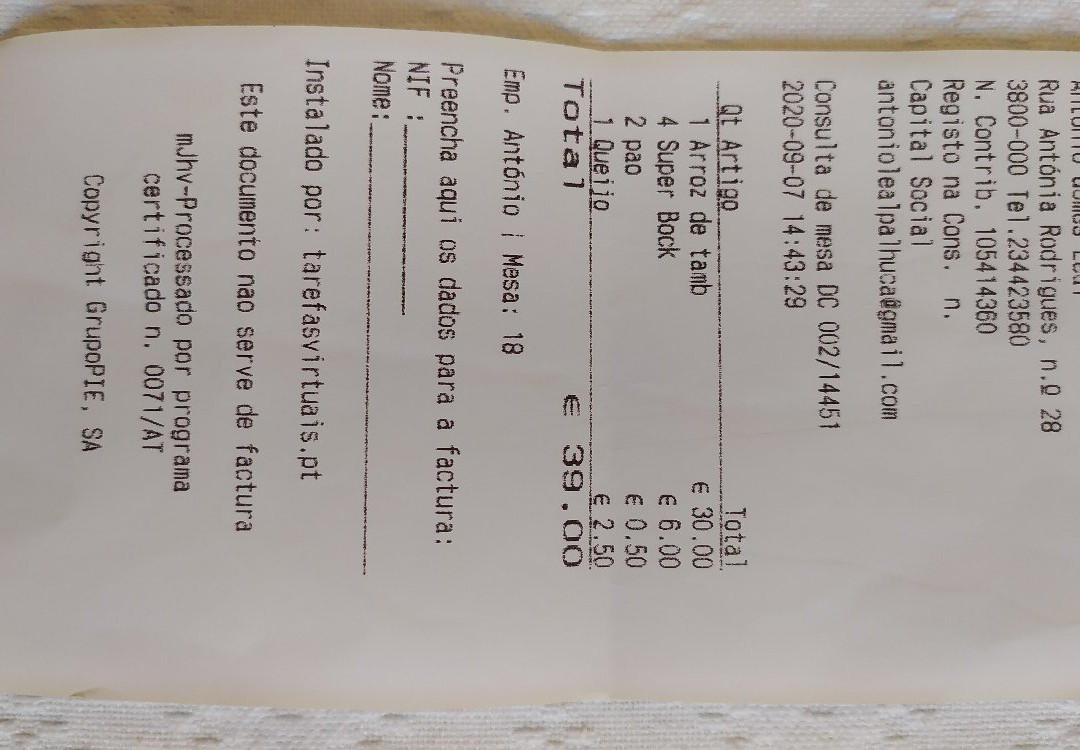 Rua Antónia Rodrigues, n.º 28
3800-000 Tel.234423580
N. Contrib. 105414360
Registo na Cons. n.
Capital Social
antoniolealpalhuca@gmail.com
Consulta de mesa DC 002/14451
2020-09-07 14:43:29
Qt Artigo Total
1 Arroz de tamb € 30.00
4 Super Bock € 6.00
2 pao € 0.50
1 Queijo € 2.50
Total € 39.00
Emp. António | Mesa: 18
Preencha aqui os dados para a factura:
NIF :
Nome:
Instalado por: tarefasvirtuais.pt
Este documento nao serve de factura
mJhv-Processado por programa
certificado n. 0071/AT
Copyright GrupoPIE, SA